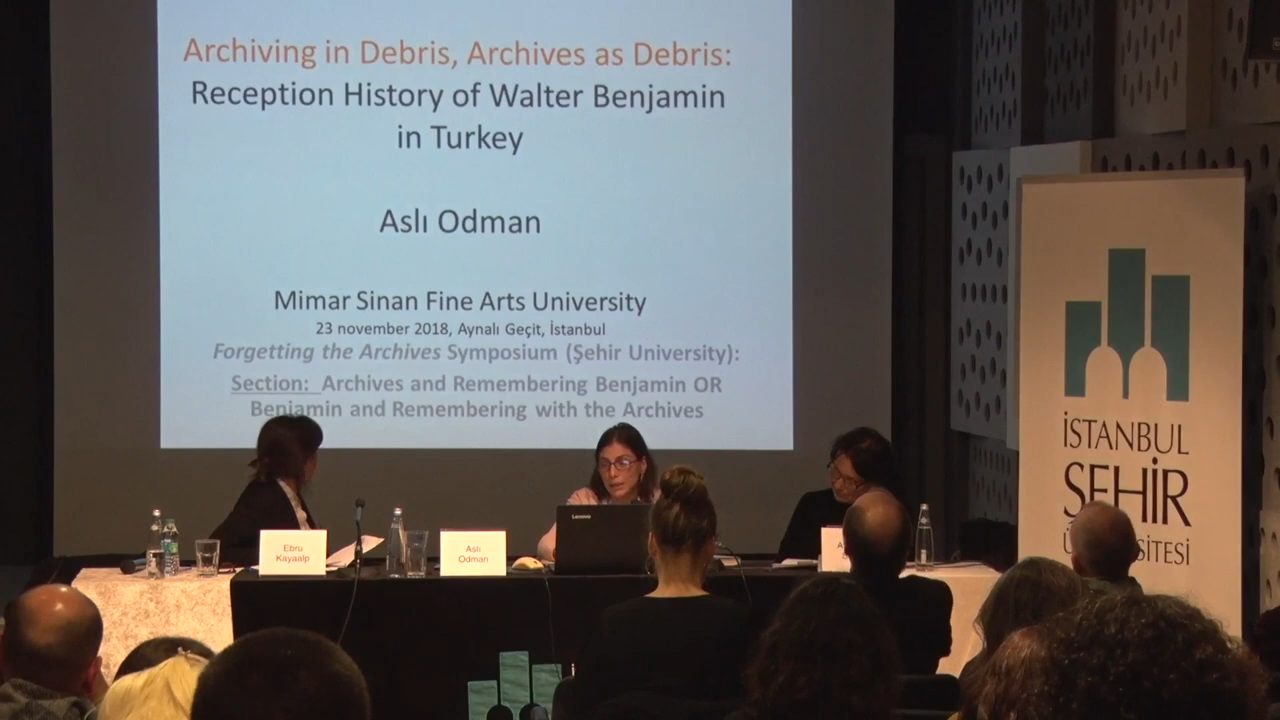 Archiving in Debris, Archives as Debris:
Reception History of Walter Benjamin
in Turkey
Aslı Odman
Mimar Sinan Fine Arts University
23 november 2018, Aynalı Geçit, İstanbul
Forgetting the Archives Symposium (Şehir University):
Section: Archives and Remembering Benjamin OR
Benjamin and Remembering with the Archives
Ebru
Kayaalp
Aslı
Odman
Lenovo
İSTANBUL
ŞEHİR